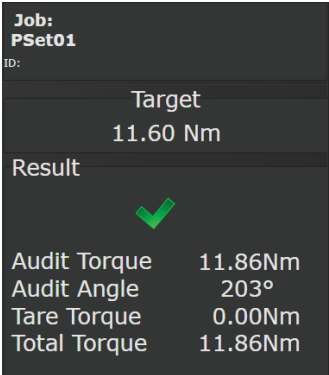 Job:
PSet01
ID:
Target
11.60 Nm
Result
Audit Torque 11.86Nm
Audit Angle 203º
Tare Torque 0.00Nm
Total Torque 11.86Nm